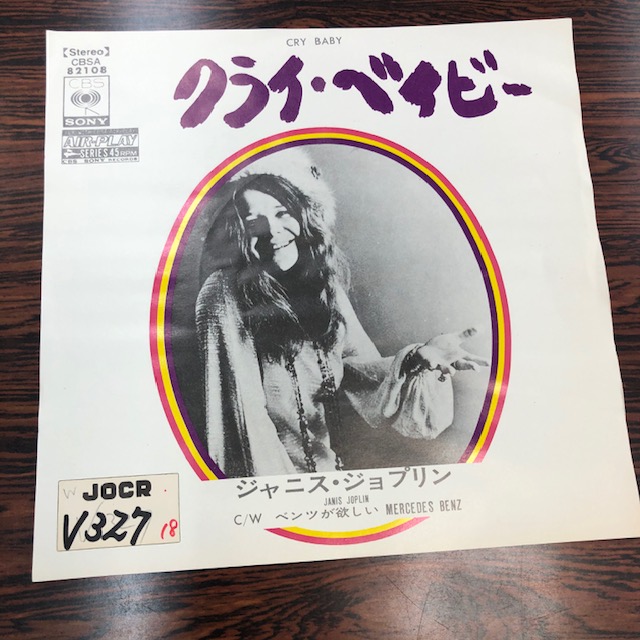 CRY BABY
【Stereo】
CBSA
82108
クライ・ベイビー
CBS
SONY
AIR-PLAY
SERIES 45 RPM
CBS SONY RECORDS
ジャニス・ジョプリン
JANIS JOPLIN
C/W ベンツが欲しい MERCEDES BENZ
W JOCR
V327 18